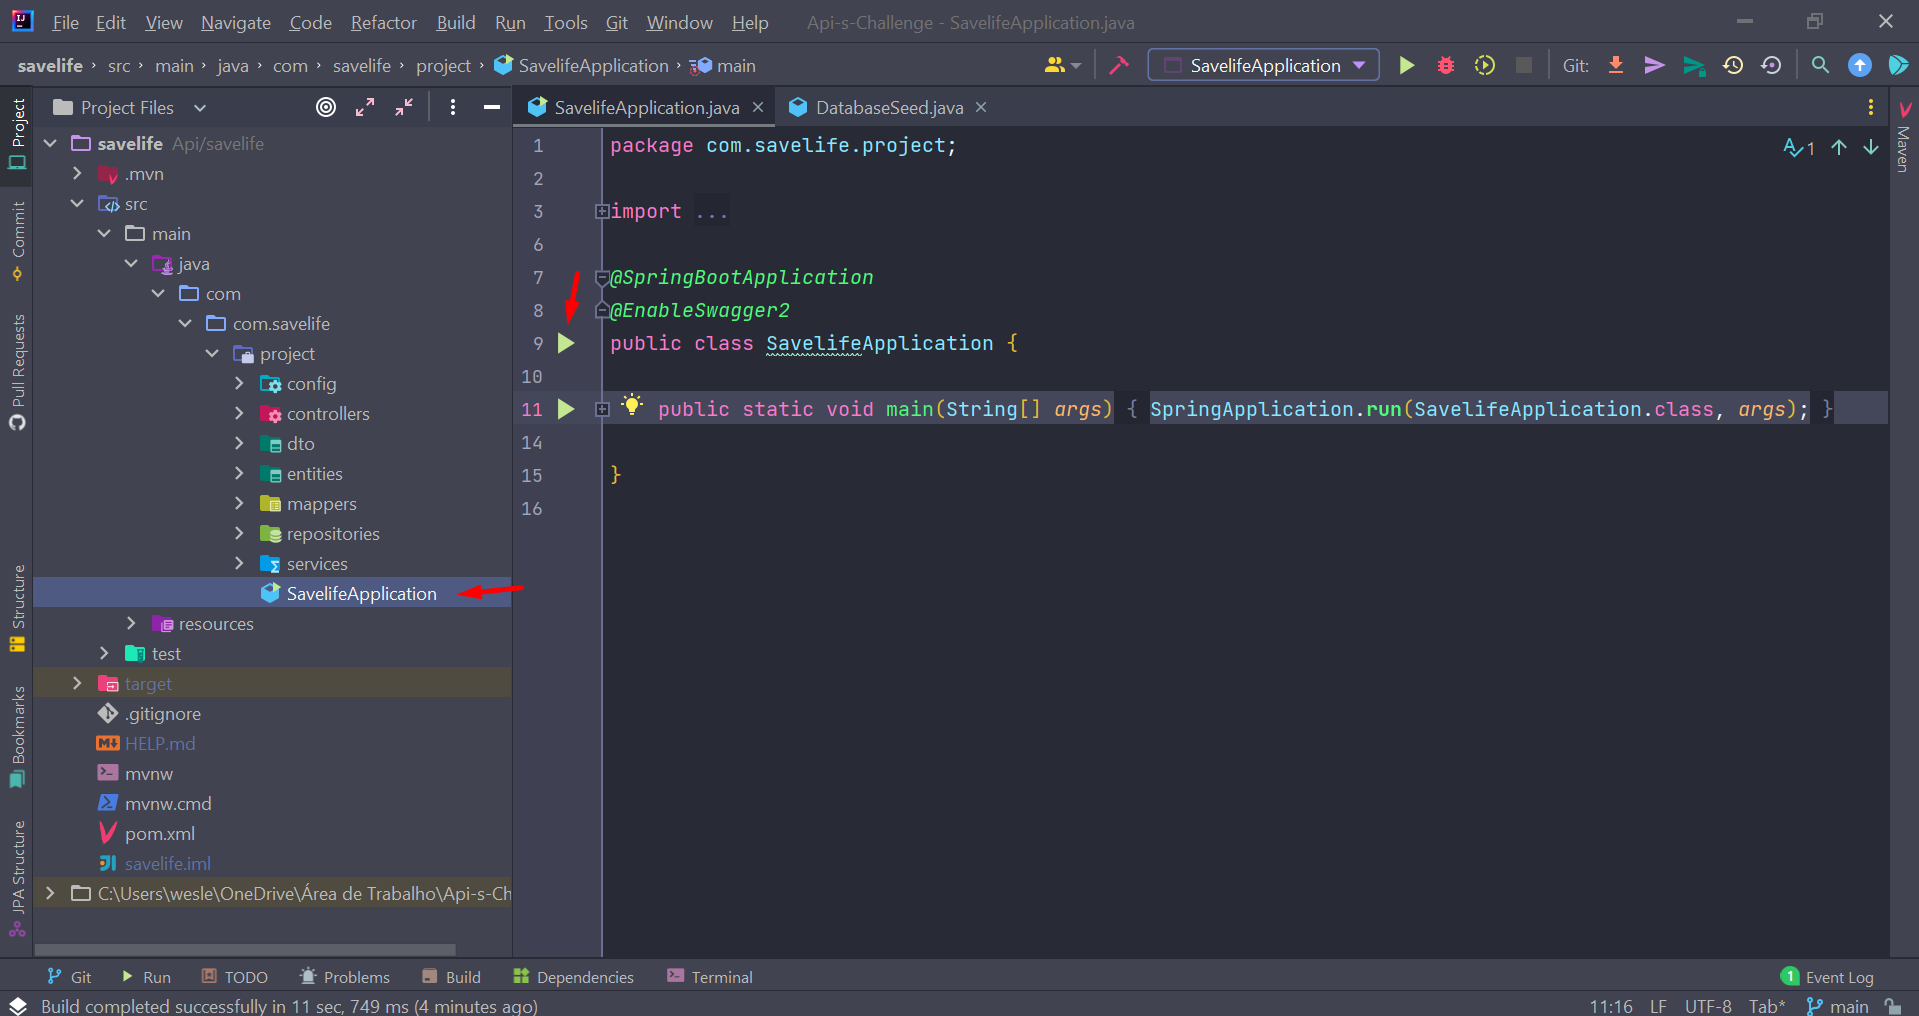 File Edit View Navigate Code Refactor Build Run Tools Git Window Help Api-s-Challenge - SavelifeApplication.java
savelife › src › main › java › com › savelife › project › SavelifeApplication › main
SavelifeApplication
Git:
Project Files
SavelifeApplication.java
DatabaseSeed.java
Project
Commit
Pull Requests
Structure
Bookmarks
JPA Structure
savelife Api/savelife
.mvn
src
main
java
com
com.savelife
project
config
controllers
dto
entities
mappers
repositories
services
SavelifeApplication
resources
test
target
.gitignore
HELP.md
mvnw
mvnw.cmd
pom.xml
savelife.iml
C:\Users\wesle\OneDrive\Área de Trabalho\Api-s-Ch
1 package com.savelife.project;
2
3 import ...
6
7 @SpringBootApplication
8 @EnableSwagger2
9 public class SavelifeApplication {
10
11 public static void main(String[] args) { SpringApplication.run(SavelifeApplication.class, args); }
14
15 }
16
1
Maven
Git Run TODO Problems Build Dependencies Terminal
1 Event Log
Build completed successfully in 11 sec, 749 ms (4 minutes ago)
11:16 LF UTF-8 Tab* main